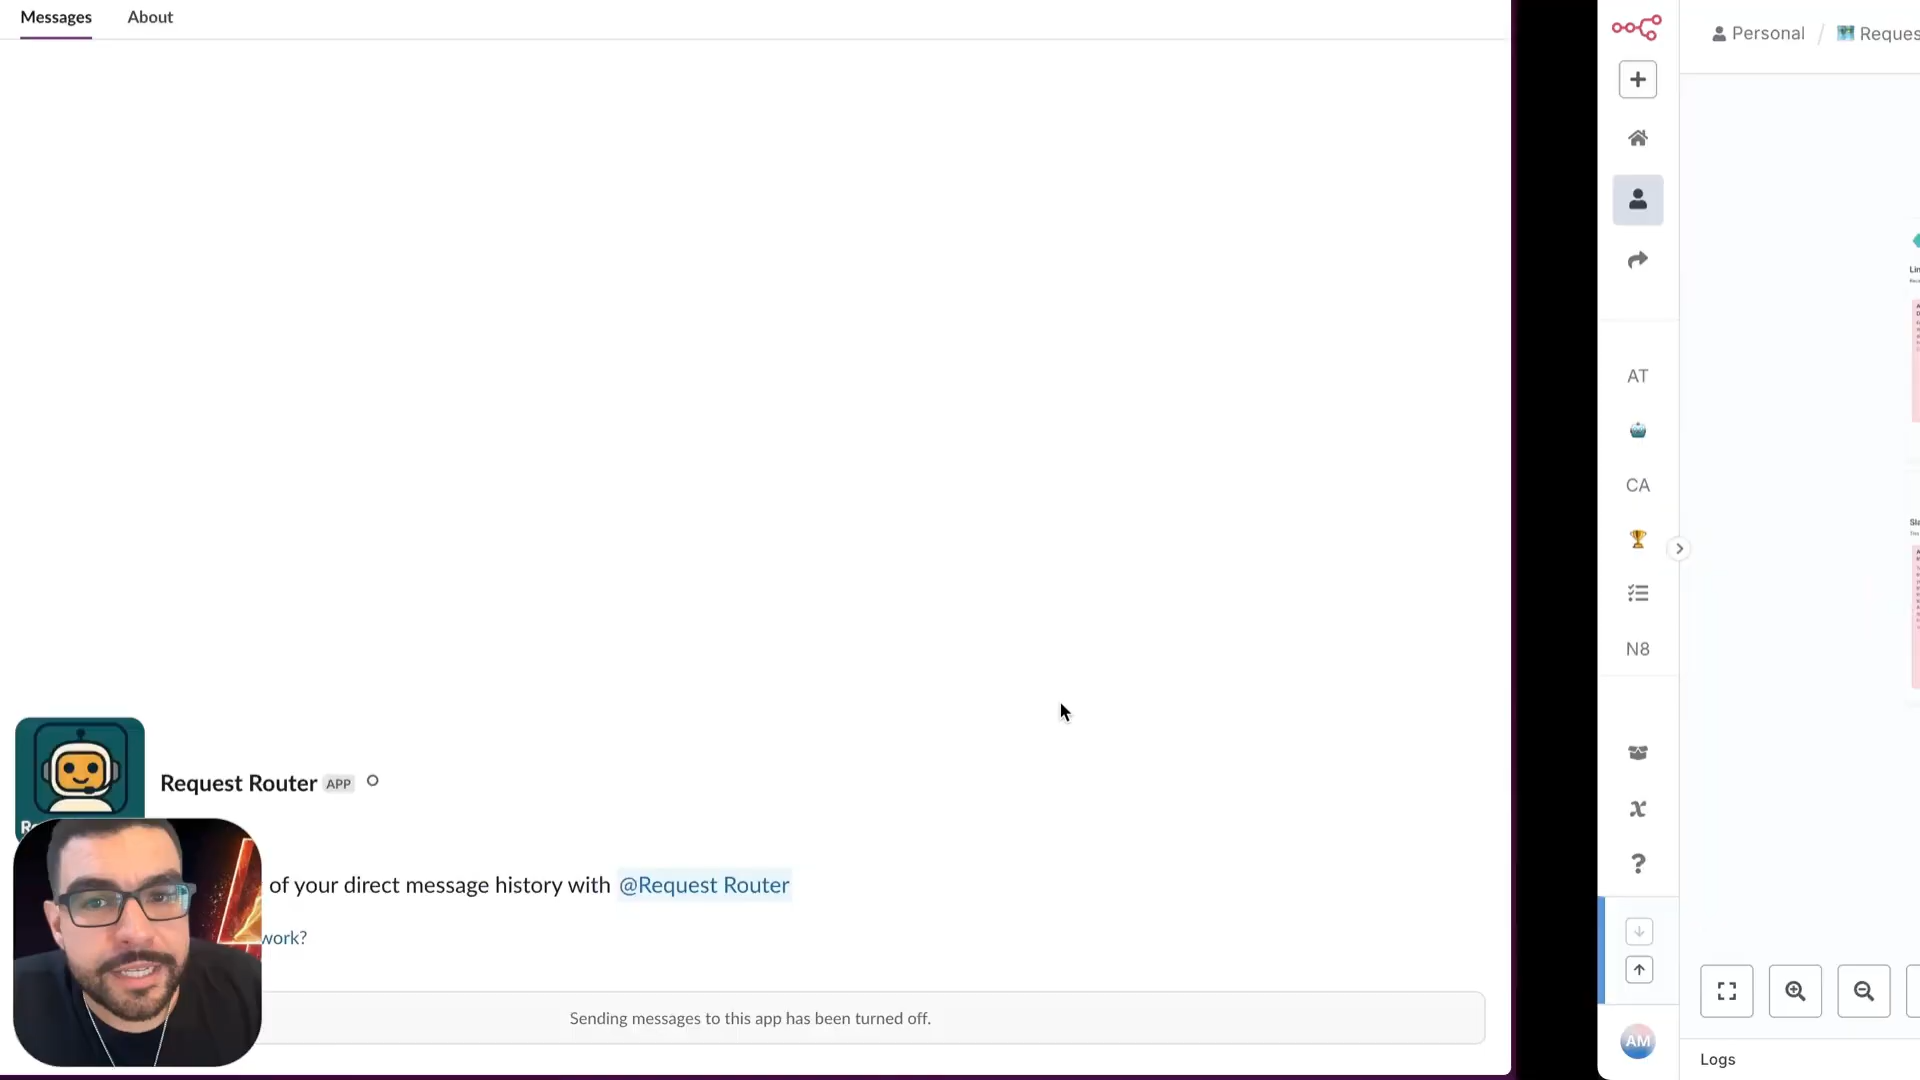 Messages
About
Request Router APP
of your direct message history with @Request Router
work?
Sending messages to this app has been turned off.
Personal / Reques
AT
CA
N8
AM
Logs